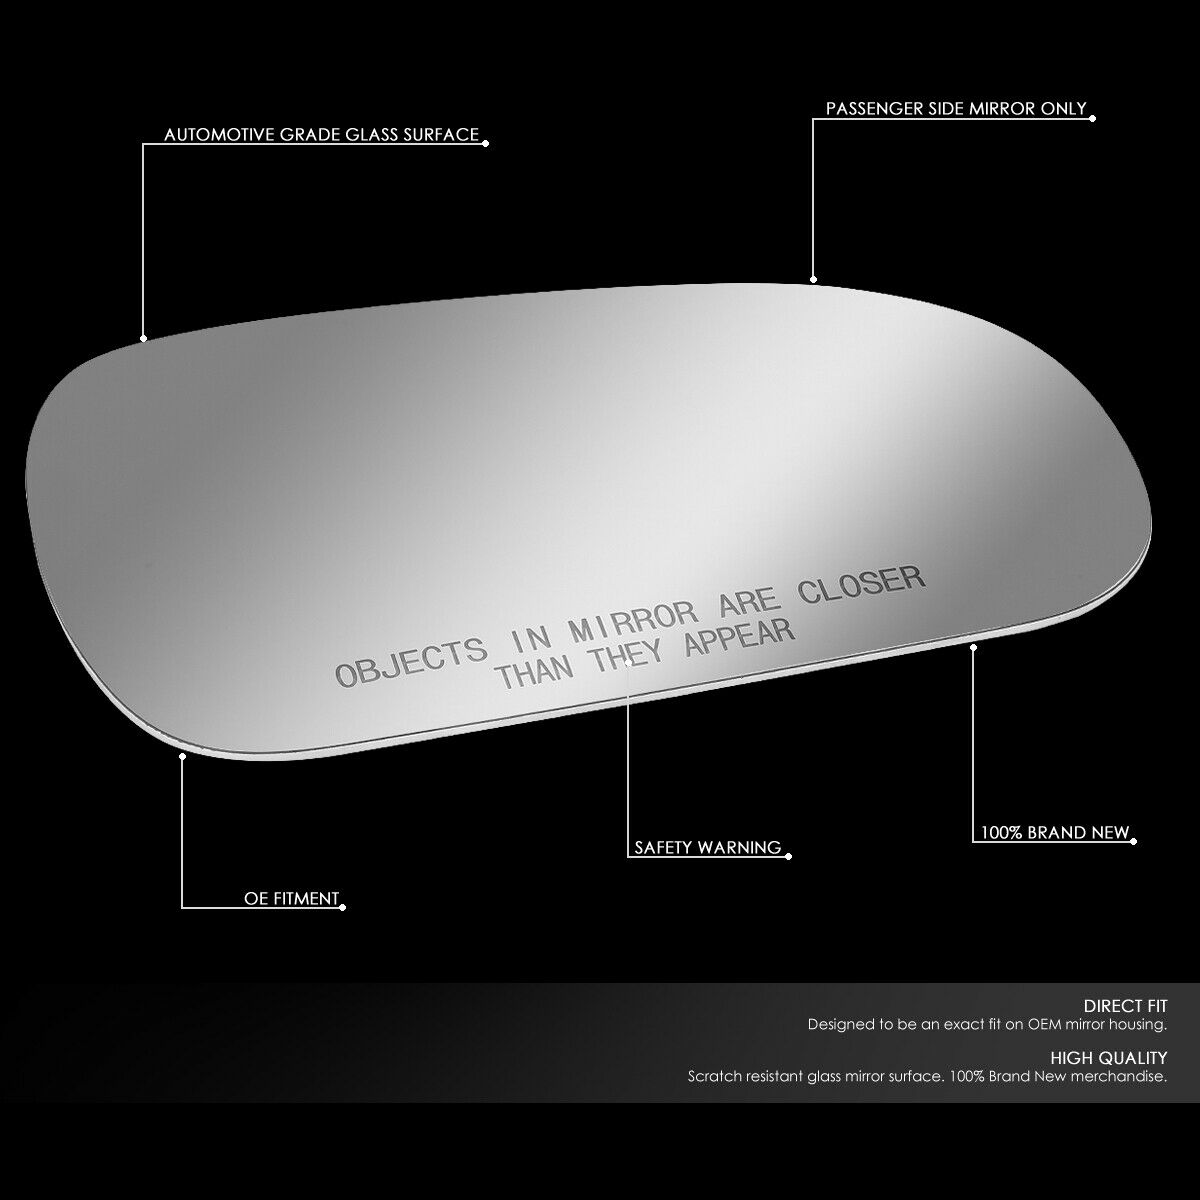 PASSENGER SIDE MIRROR ONLY
AUTOMOTIVE GRADE GLASS SURFACE
OBJECTS IN MIRROR ARE CLOSER
THAN THEY APPEAR
100% BRAND NEW
SAFETY WARNING
OE FITMENT
DIRECT FIT
Designed to be an exact fit on OEM mirror housing.
HIGH QUALITY
Scratch resistant glass mirror surface. 100% Brand New merchandise.